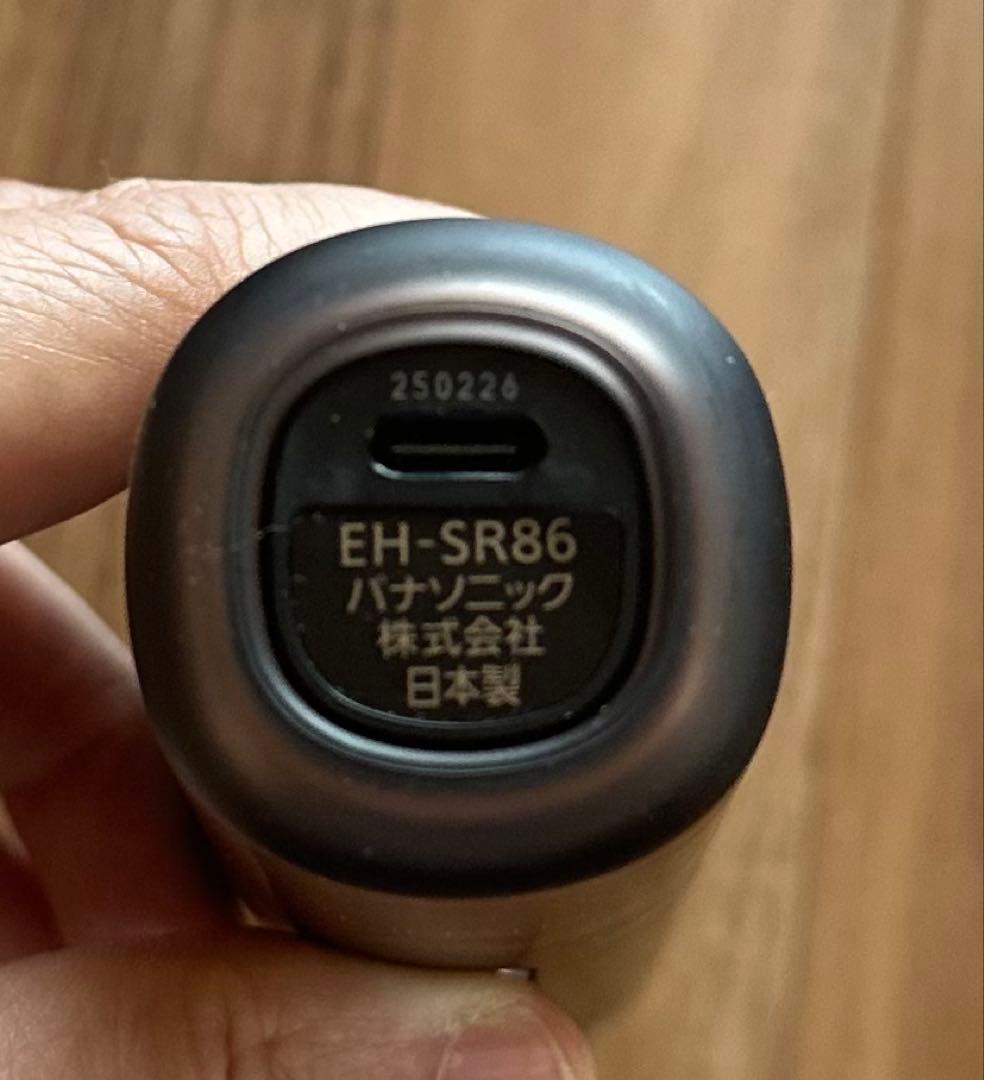 250226
EH-SR86
パナソニック
株式会社
日本製